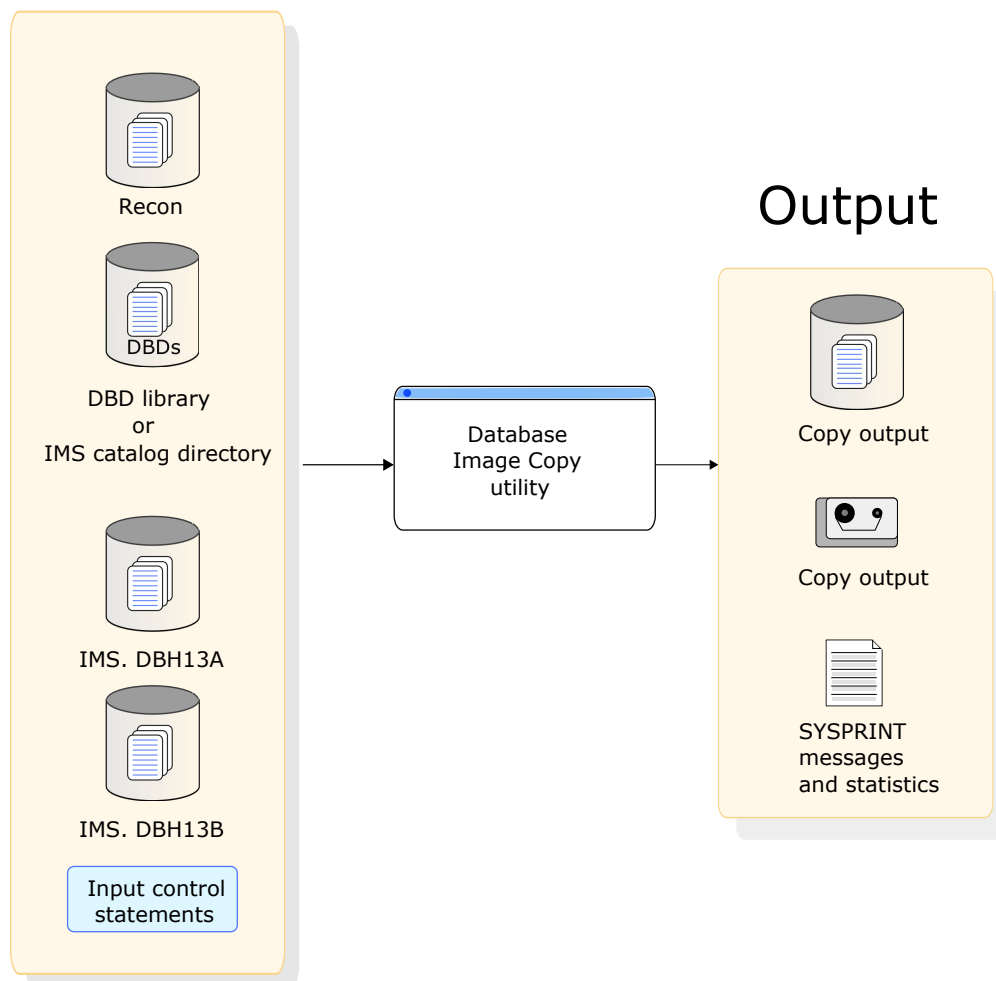 Recon
DBDs
DBD library
or
IMS catalog directory
IMS. DBH13A
IMS. DBH13B
Input control
statements
Database
Image Copy
utility
Output
Copy output
Copy output
SYSPRINT
messages
and statistics